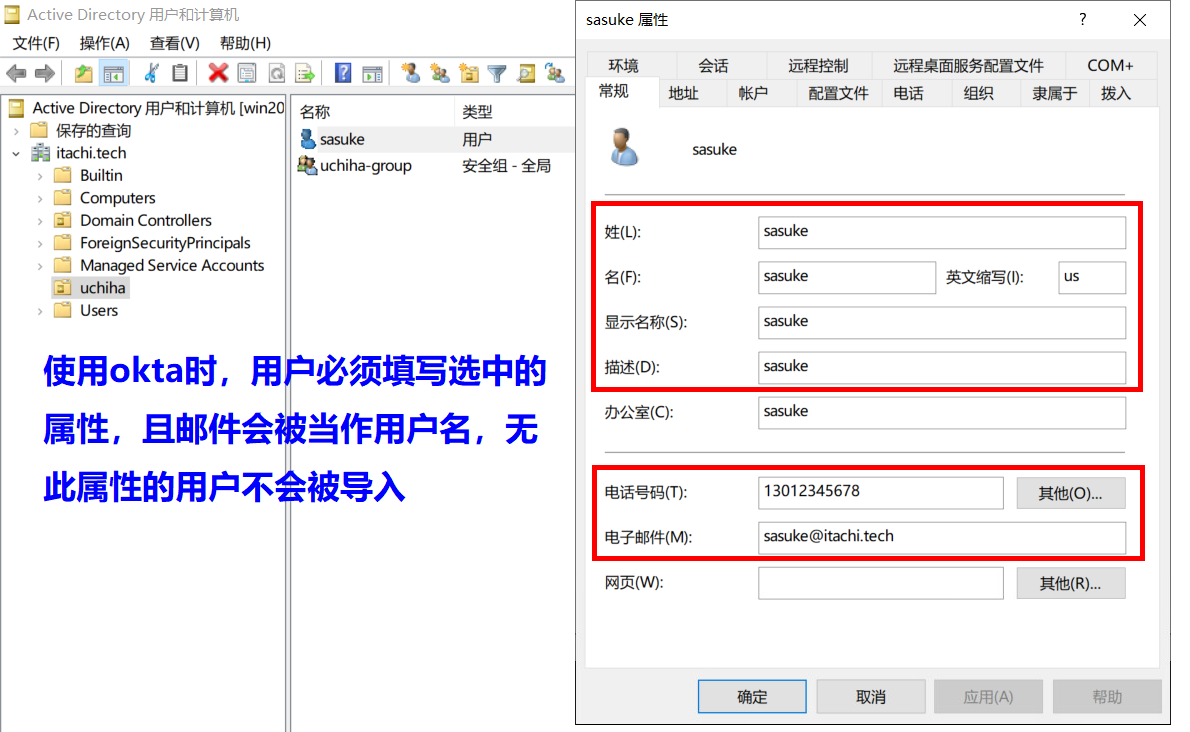 Active Directory 用户和计算机
文件(F) 操作(A) 查看(V) 帮助(H)
Active Directory 用户和计算机 [win20
保存的查询
itachi.tech
Builtin
Computers
Domain Controllers
ForeignSecurityPrincipals
Managed Service Accounts
uchiha
Users
名称 类型
sasuke 用户
uchiha-group 安全组 - 全局
使用okta时，用户必须填写选中的
属性，且邮件会被当作用户名，无
此属性的用户不会被导入
sasuke 属性
环境 会话 远程控制 远程桌面服务配置文件 COM+
常规 地址 帐户 配置文件 电话 组织 隶属于 拨入
sasuke
姓(L): sasuke
名(F): sasuke 英文缩写(I): us
显示名称(S): sasuke
描述(D): sasuke
办公室(C): sasuke
电话号码(T): 13012345678 其他(O)...
电子邮件(M): sasuke@itachi.tech
网页(W): 其他(R)...
确定 取消 应用(A) 帮助